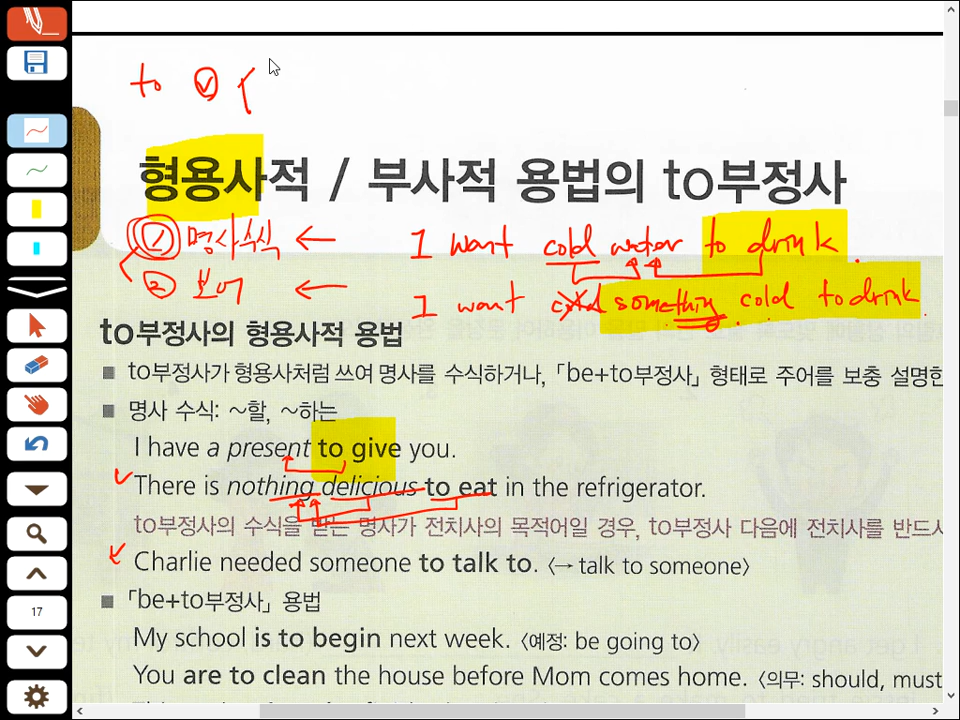 to ⓥ (
형용사적 / 부사적 용법의 to부정사
① 명사수식 ← I want cold water to drink.
② 보어 ← I want cold something cold to drink.
to부정사의 형용사적 용법
■ to부정사가 형용사처럼 쓰여 명사를 수식하거나, 「be+to부정사」 형태로 주어를 보충 설명한
■ 명사 수식: ~할, ~하는
I have a present to give you.
There is nothing delicious to eat in the refrigerator.
to부정사의 수식을 받는 명사가 전치사의 목적어일 경우, to부정사 다음에 전치사를 반드시
Charlie needed someone to talk to. 〈→ talk to someone〉
■ 「be+to부정사」 용법
My school is to begin next week. 〈예정: be going to〉
You are to clean the house before Mom comes home. 〈의무: should, must
17